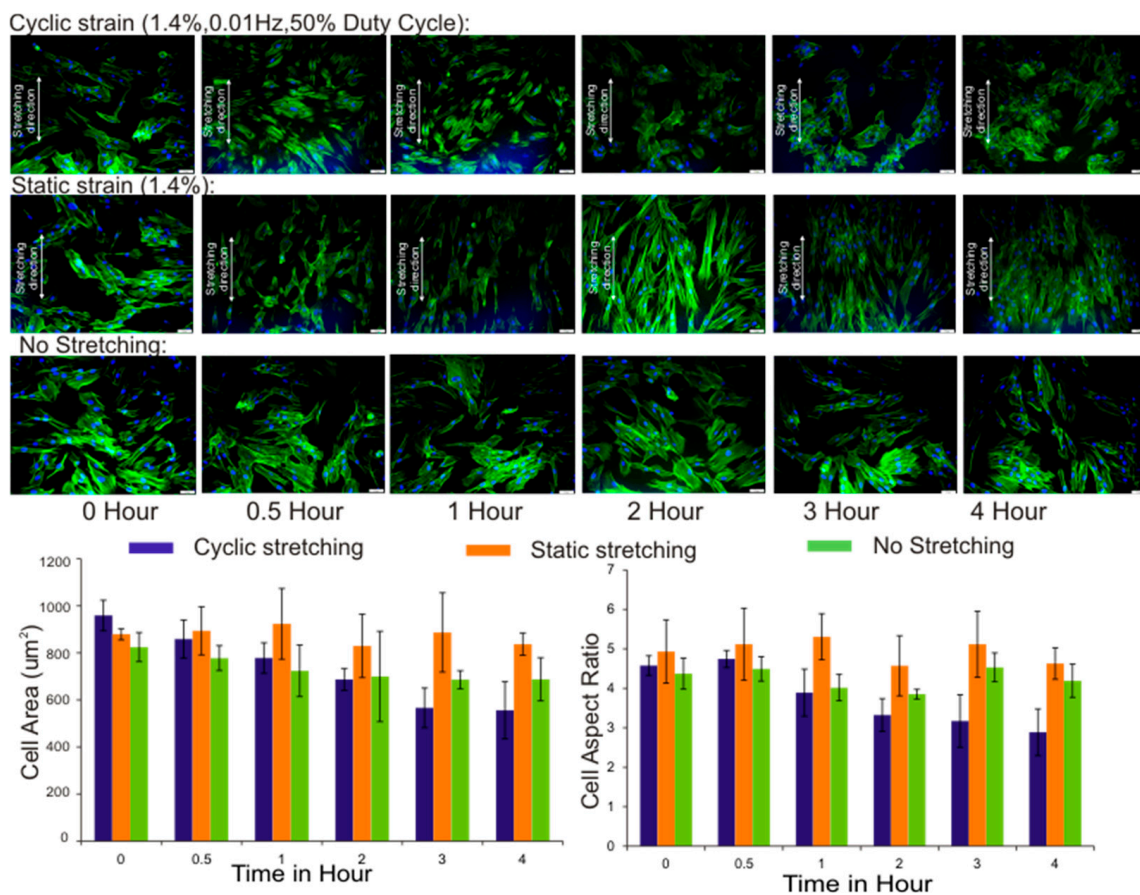 Cyclic strain (1.4%,0.01Hz,50% Duty Cycle):
Stretching direction
Stretching direction
Stretching direction
Stretching direction
Stretching direction
Stretching direction
Static strain (1.4%):
Stretching direction
Stretching direction
Stretching direction
Stretching direction
Stretching direction
Stretching direction
No Stretching:
0 Hour 0.5 Hour 1 Hour 2 Hour 3 Hour 4 Hour
Cyclic stretching Static stretching No Stretching
Cell Area (um²)
1200
1000
800
600
400
200
0
0 0.5 1 2 3 4
Time in Hour
Cell Aspect Ratio
7
6
5
4
3
2
1
0
0 0.5 1 2 3 4
Time in Hour